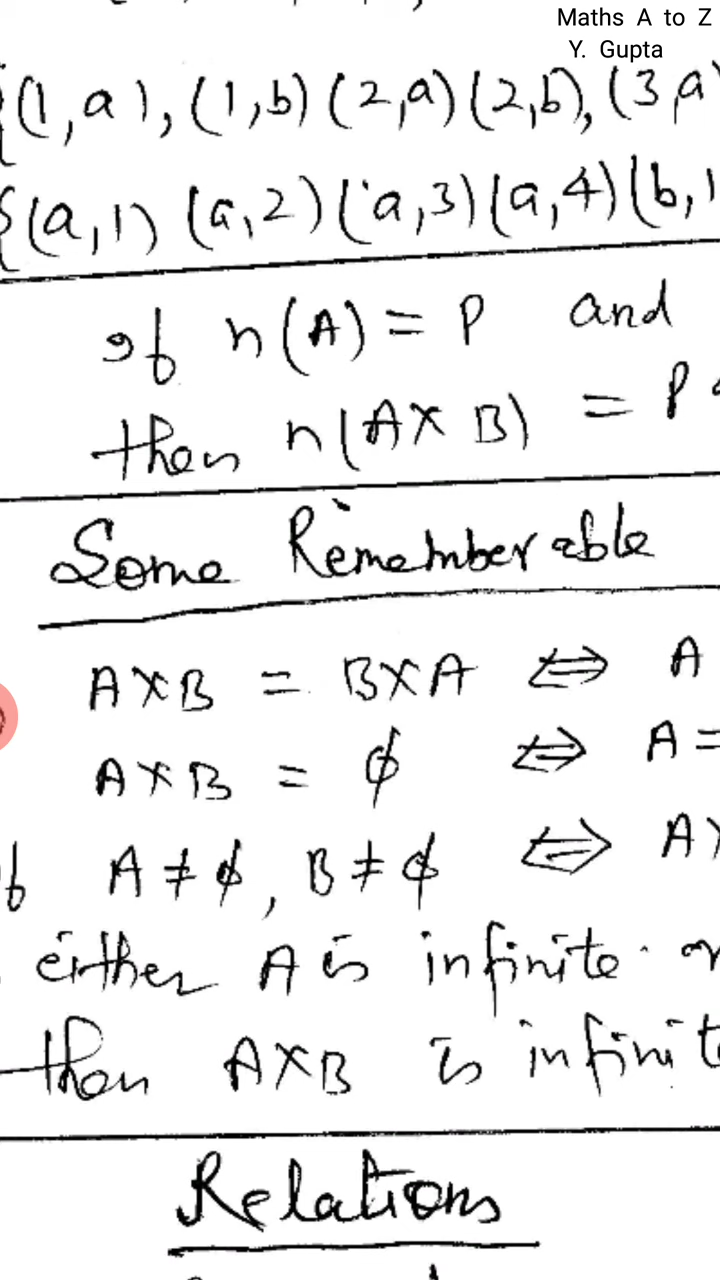 Maths A to Z
Y. Gupta
{(1,a), (1,b) (2,a) (2,b), (3,a)
{(a,1) (a,2) (a,3) (a,4) (b,1
If n(A) = P and
then n(A×B) = P
Some Rememberable
A×B = B×A ⇔ A
A×B = ϕ ⇔ A =
If A ≠ ϕ, B ≠ ϕ ⇔ A×
either A is infinite or
then A×B is infinite
Relations